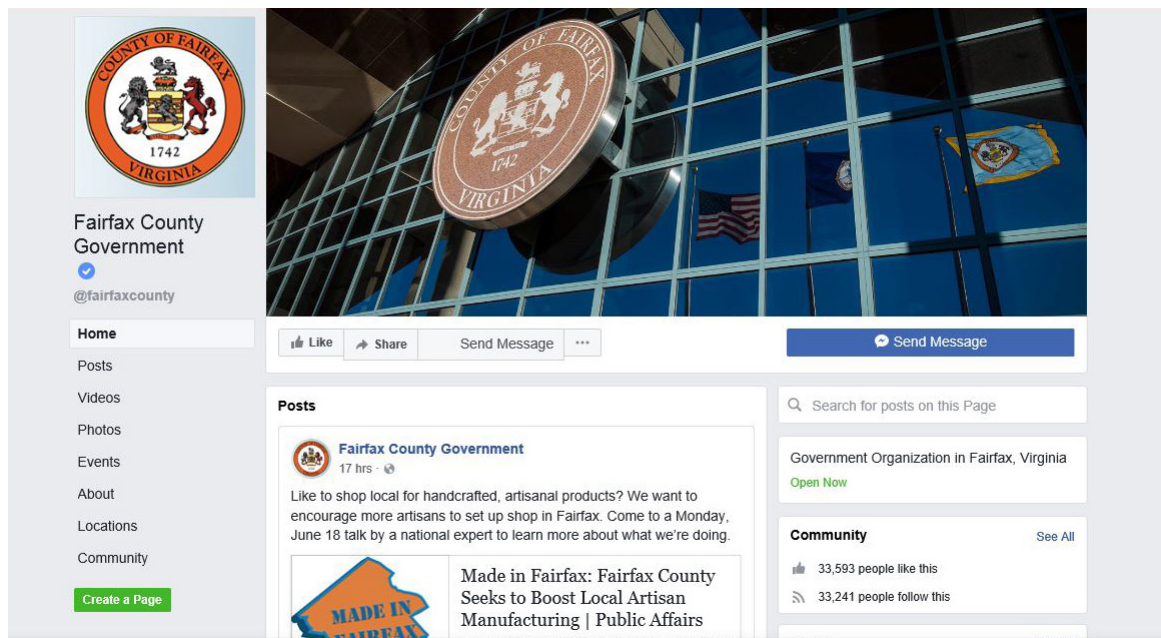 COUNTY OF FAIRFAX
1742
VIRGINIA
Fairfax County
Government
@fairfaxcounty
Home
Posts
Videos
Photos
Events
About
Locations
Community
Create a Page
COUNTY OF FAIRFAX
1742
VIRGINIA
Like
Share
Send Message
...
Send Message
Posts
Fairfax County Government
17 hrs ·
Like to shop local for handcrafted, artisanal products? We want to
encourage more artisans to set up shop in Fairfax. Come to a Monday,
June 18 talk by a national expert to learn more about what we're doing.
MADE IN
FAIRFAX
Made in Fairfax: Fairfax County
Seeks to Boost Local Artisan
Manufacturing | Public Affairs
Search for posts on this Page
Government Organization in Fairfax, Virginia
Open Now
Community
See All
33,593 people like this
33,241 people follow this